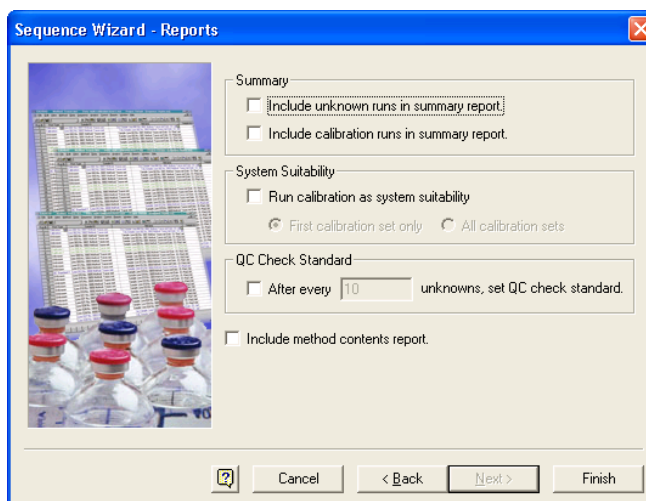 Sequence Wizard - Reports
Summary
Include unknown runs in summary report.
Include calibration runs in summary report.
System Suitability
Run calibration as system suitability
First calibration set only All calibration sets
QC Check Standard
After every 10 unknowns, set QC check standard.
Include method contents report.
? Cancel < Back Next > Finish